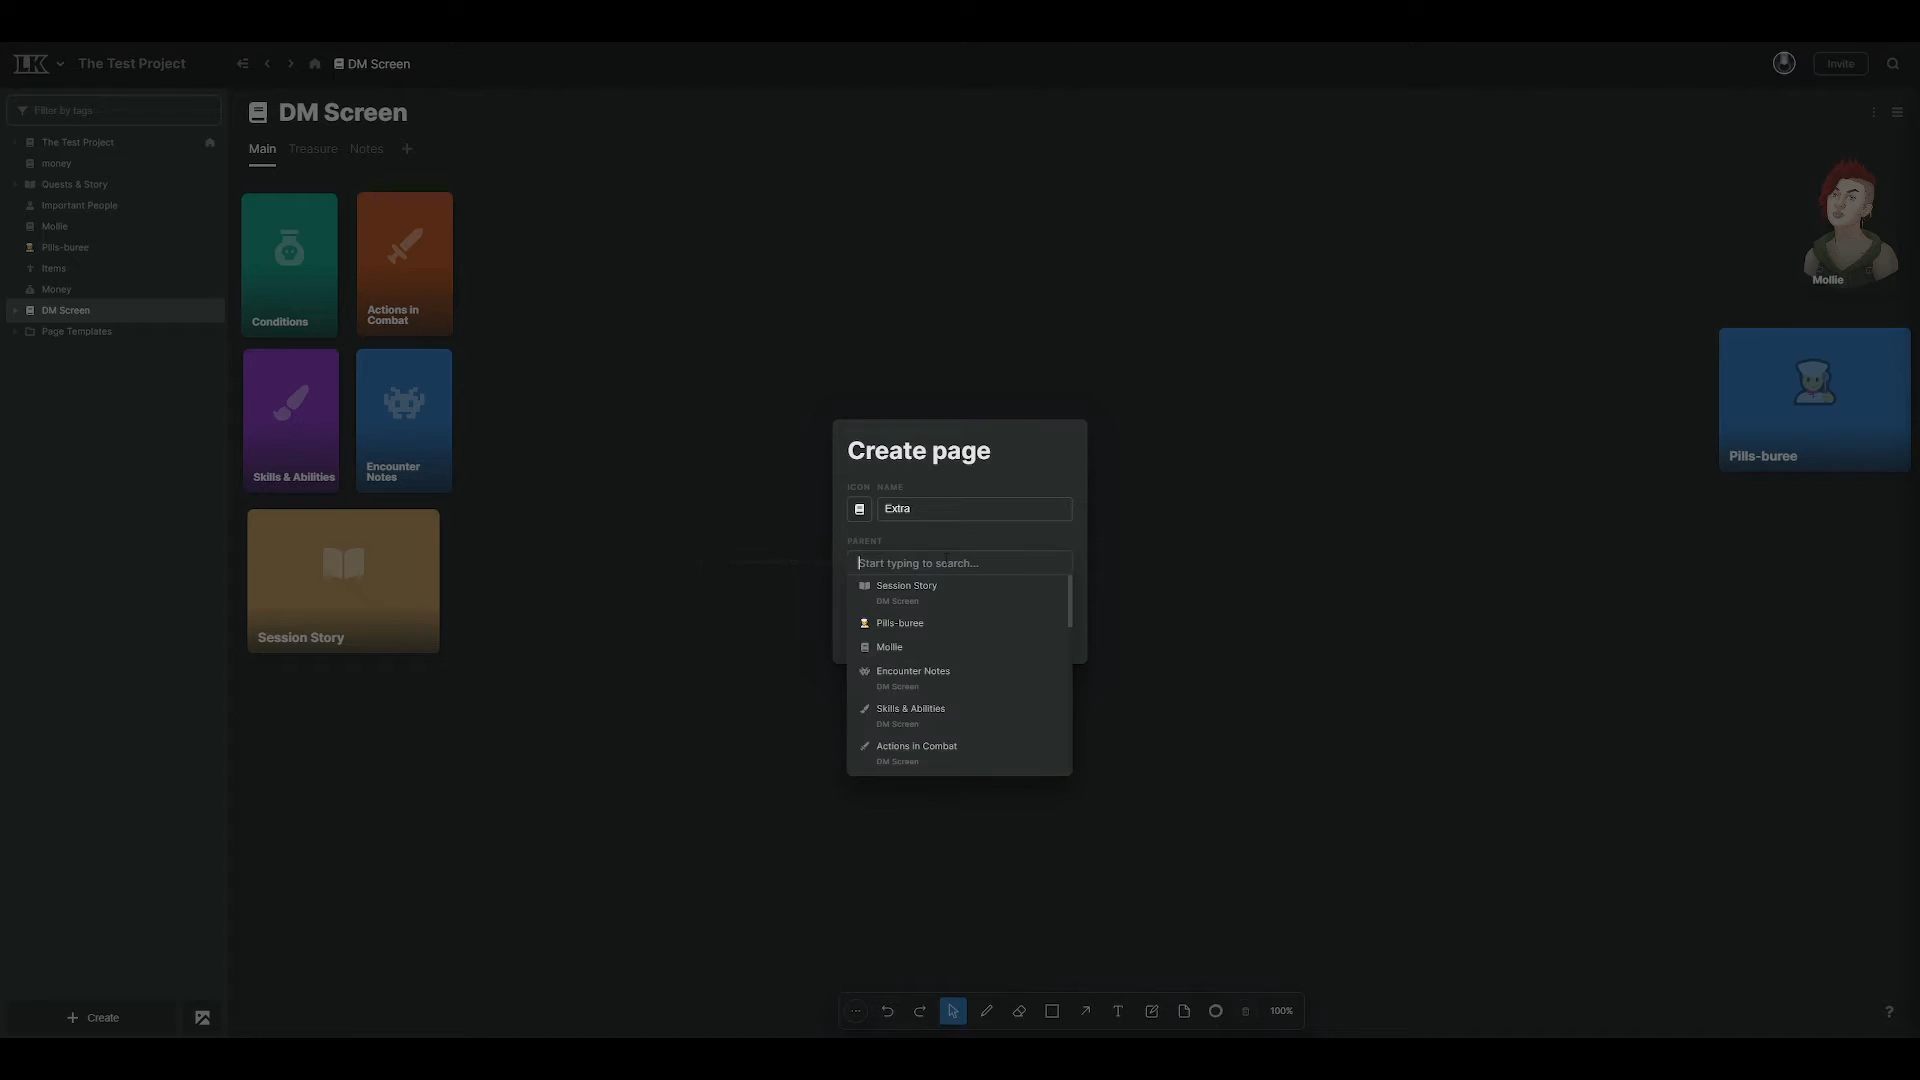 LK The Test Project DM Screen Invite
Filter by tags
The Test Project
money
Quests & Story
Important People
Mollie
Pills-buree
Items
Money
DM Screen
Page Templates
Create
DM Screen
Main Treasure Notes
Conditions
Actions in
Combat
Skills & Abilities
Encounter
Notes
Session Story
Mollie
Pills-buree
Create page
ICON NAME
Extra
PARENT
Start typing to search...
Session Story
DM Screen
Pills-buree
Mollie
Encounter Notes
DM Screen
Skills & Abilities
DM Screen
Actions in Combat
DM Screen
100%
?